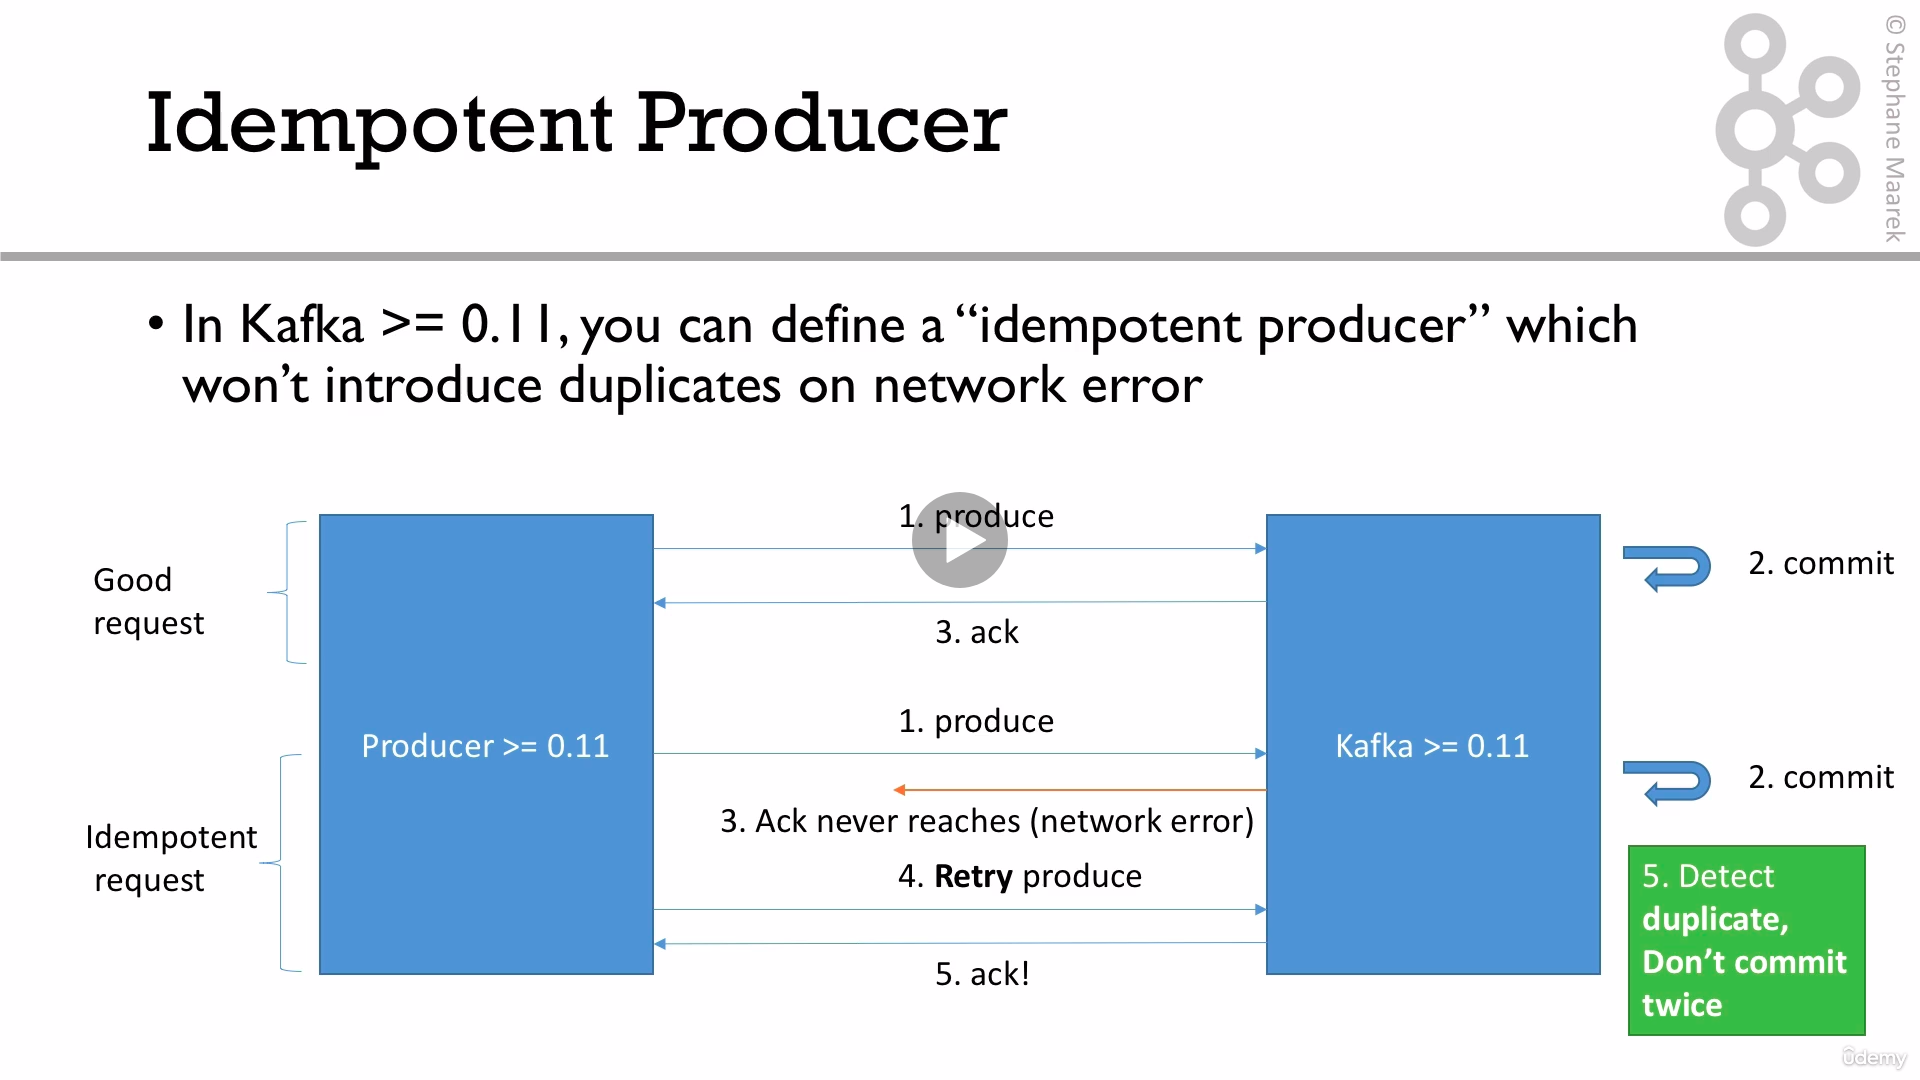 © Stephane Maarek
Idempotent Producer
• In Kafka >= 0.11, you can define a “idempotent producer” which
won’t introduce duplicates on network error
Good
request
1. produce
2. commit
3. ack
Producer >= 0.11
Kafka >= 0.11
Idempotent
request
1. produce
2. commit
3. Ack never reaches (network error)
4. Retry produce
5. ack!
5. Detect
duplicate,
Don’t commit
twice
ûdemy